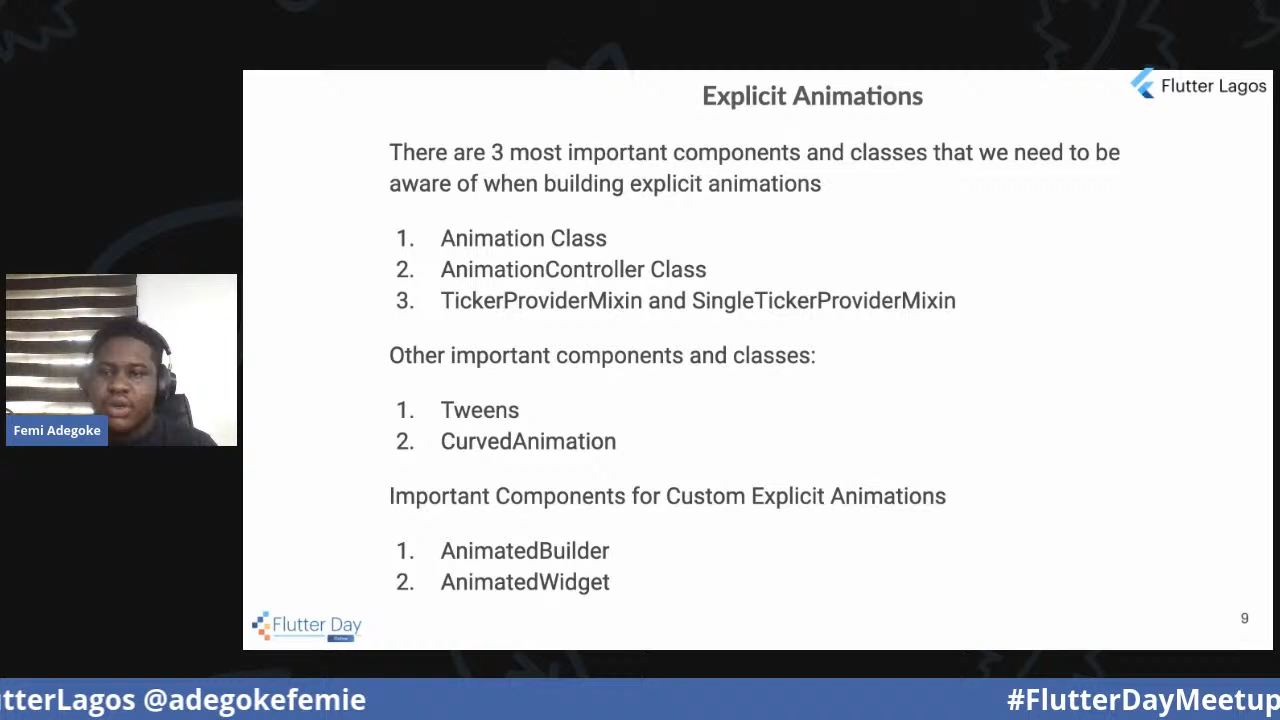 Explicit Animations
Flutter Lagos
There are 3 most important components and classes that we need to be
aware of when building explicit animations
1. Animation Class
2. AnimationController Class
3. TickerProviderMixin and SingleTickerProviderMixin
Other important components and classes:
1. Tweens
2. CurvedAnimation
Important Components for Custom Explicit Animations
1. AnimatedBuilder
2. AnimatedWidget
Femi Adegoke
Flutter Day
9
utterLagos @adegokefemie
#FlutterDayMeetup